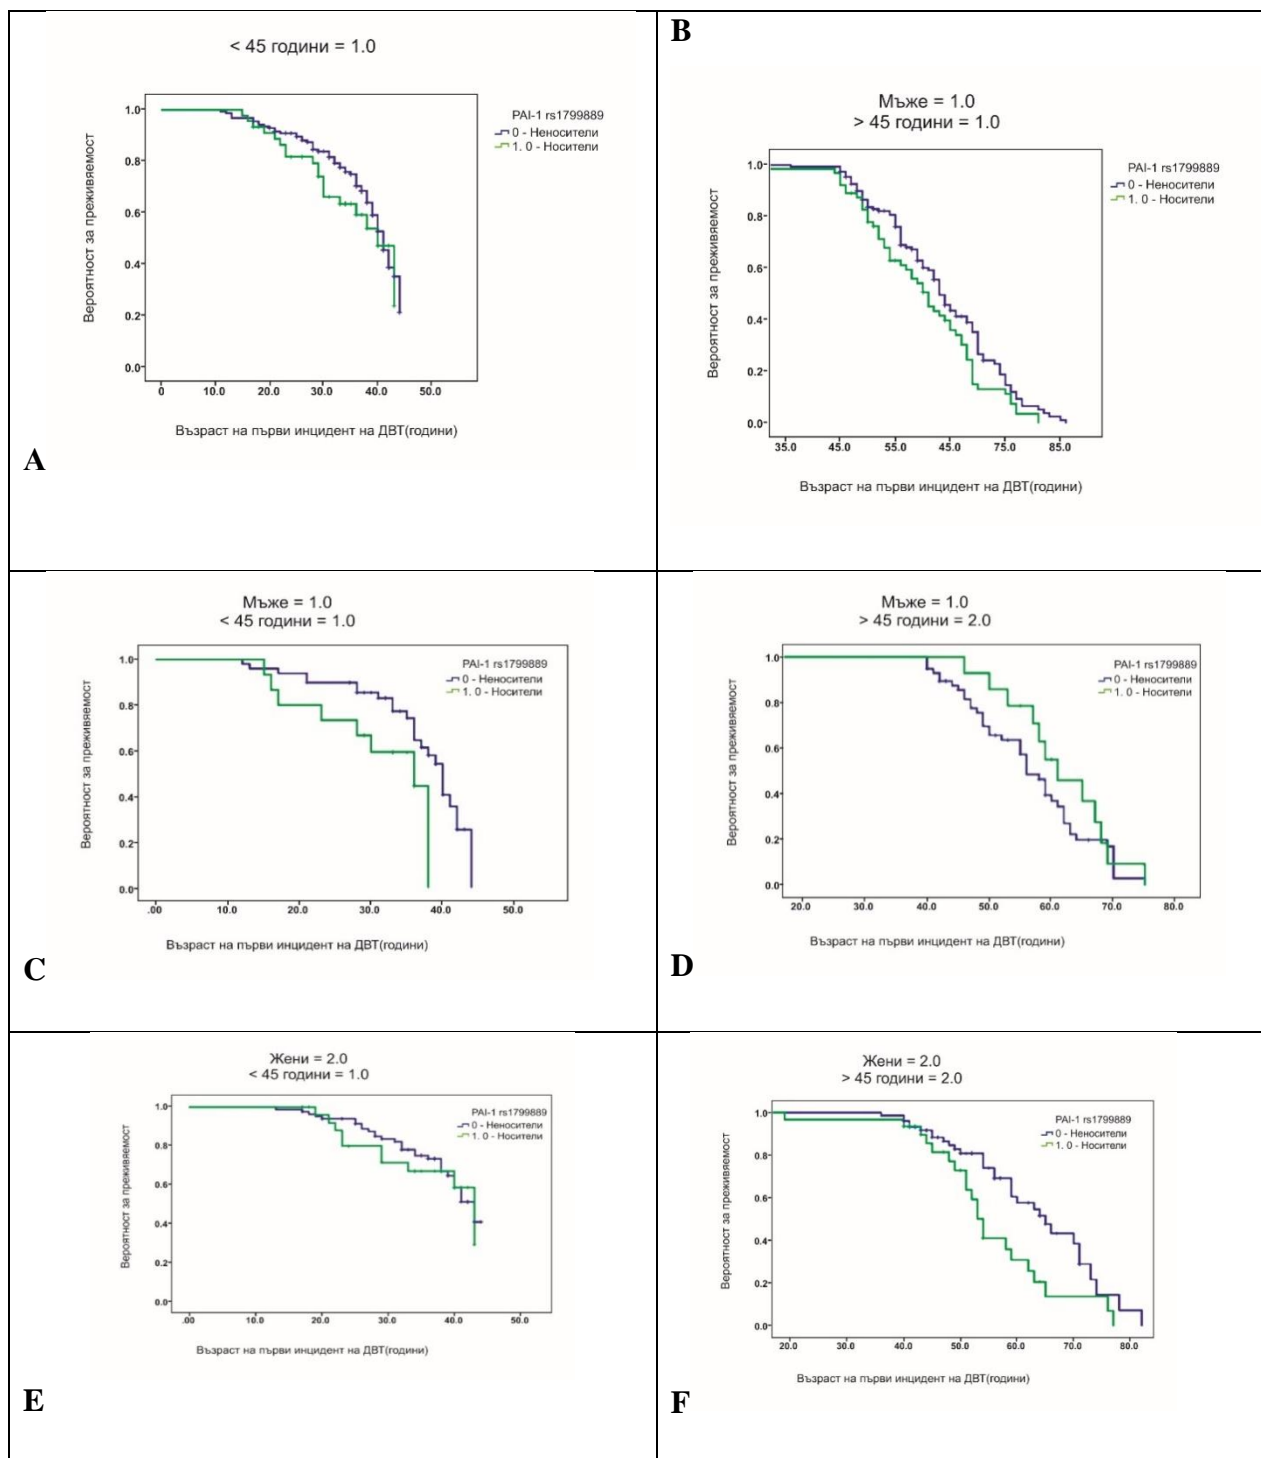 < 45 години = 1.0
PAI-1 rs1799889
0 - Неносители
1. 0 - Носители
Вероятност за преживяемост
1.0
0.8
0.6
0.4
0.2
0.0
0 10.0 20.0 30.0 40.0 50.0
Възраст на първи инцидент на ДВТ(години)
A
B
Мъже = 1.0
> 45 години = 1.0
PAI-1 rs1799889
0 - Неносители
1. 0 - Носители
Вероятност за преживяемост
1.0
0.8
0.6
0.4
0.2
0.0
35.0 45.0 55.0 45.0 75.0 85.0
Възраст на първи инцидент на ДВТ(години)
Мъже = 1.0
< 45 години = 1.0
PAI-1 rs1799889
0 - Неносители
1. 0 - Носители
Вероятност за преживяемост
1.0
0.8
0.6
0.4
0.2
0.0
.00 10.0 20.0 30.0 40.0 50.0
Възраст на първи инцидент на ДВТ(години)
C
Мъже = 1.0
> 45 години = 2.0
PAI-1 rs1799889
0 - Неносители
1. 0 - Носители
Вероятност за преживяемост
1.0
0.8
0.6
0.4
0.2
0.0
20.0 30.0 40.0 50.0 60.0 70.0 80.0
Възраст на първи инцидент на ДВТ(години)
D
Жени = 2.0
< 45 години = 1.0
PAI-1 rs1799889
0 - Неносители
1. 0 - Носители
Вероятност за преживяемост
1.0
0.8
0.6
0.4
0.2
0.0
.00 10.0 20.0 30.0 40.0 50.0
Възраст на първи инцидент на ДВТ(години)
E
Жени = 2.0
> 45 години = 2.0
PAI-1 rs1799889
0 - Неносители
1. 0 - Носители
Вероятност за преживяемост
1.0
0.8
0.6
0.4
0.2
0.0
20.0 30.0 40.0 50.0 60.0 70.0 80.0
Възраст на първи инцидент на ДВТ(години)
F